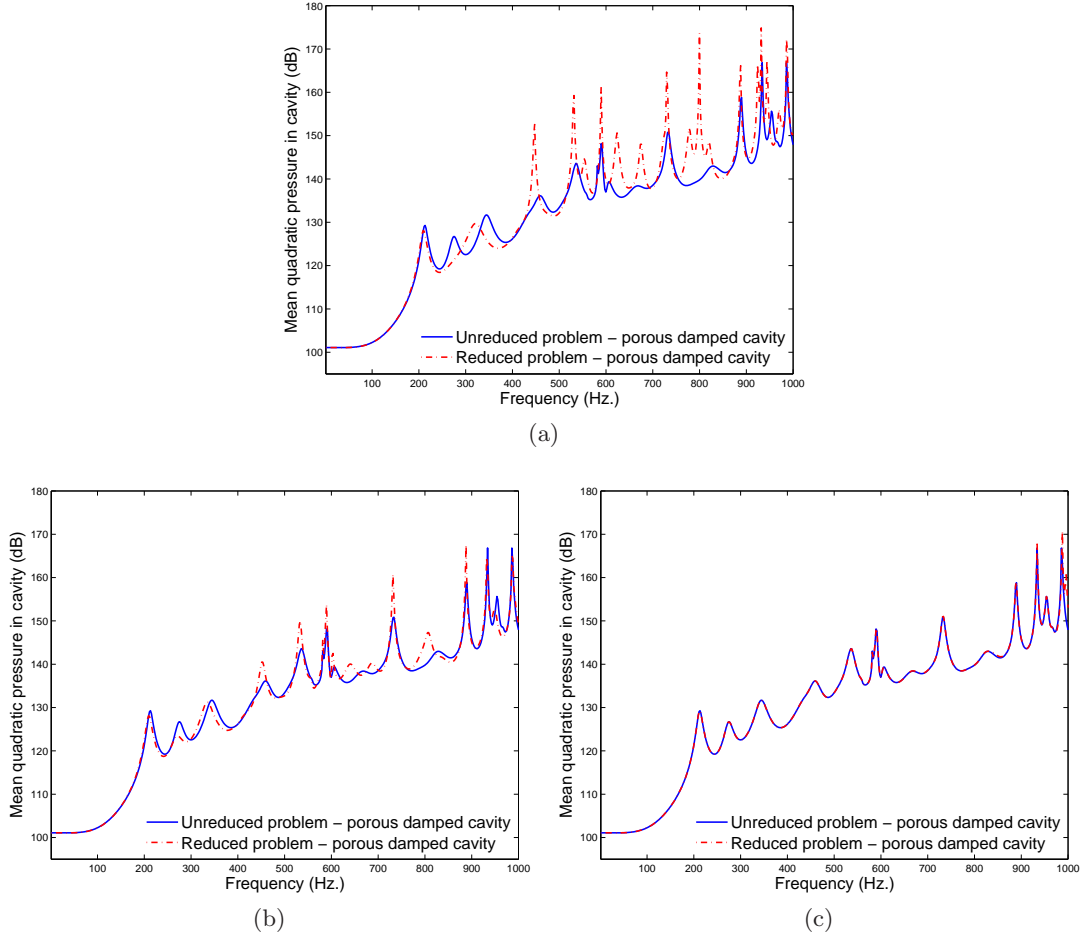 180
170
160
150
140
130
120
110
100
Mean quadratic pressure in cavity (dB)
Unreduced problem − porous damped cavity
Reduced problem − porous damped cavity
100 200 300 400 500 600 700 800 900 1000
Frequency (Hz.)
(a)
180
170
160
150
140
130
120
110
100
Mean quadratic pressure in cavity (dB)
Unreduced problem − porous damped cavity
Reduced problem − porous damped cavity
100 200 300 400 500 600 700 800 900 1000
Frequency (Hz.)
(b)
180
170
160
150
140
130
120
110
100
Mean quadratic pressure in cavity (dB)
Unreduced problem − porous damped cavity
Reduced problem − porous damped cavity
100 200 300 400 500 600 700 800 900 1000
Frequency (Hz.)
(c)